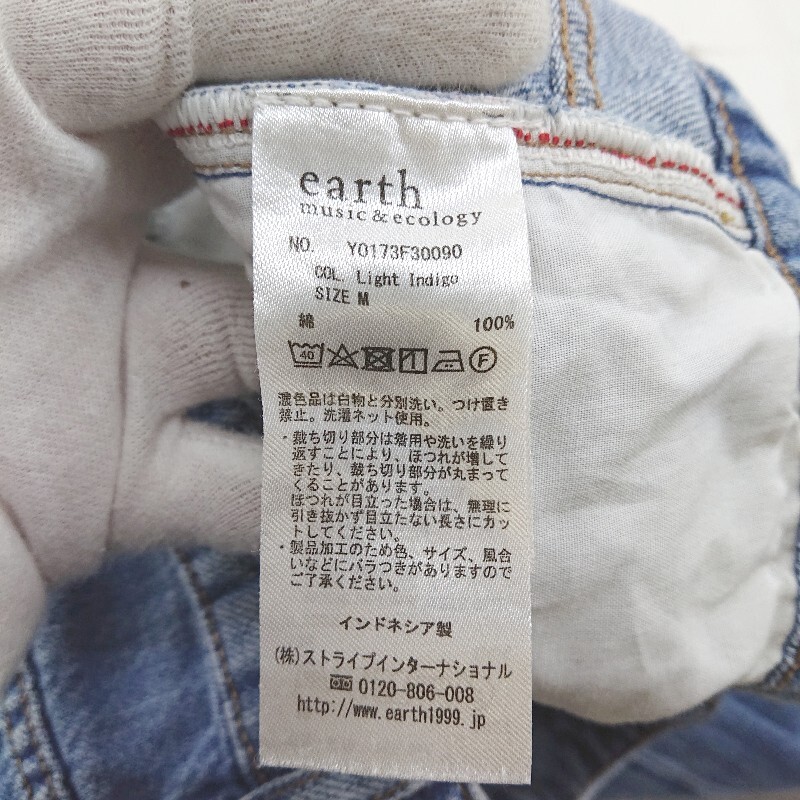 earth
music&ecology
NO. Y0173F30090
COL. Light Indigo
SIZE M
綿 100%
40 F
濃色品は白物と分別洗い。つけ置き
禁止。洗濯ネット使用。
・裁ち切り部分は着用や洗いを繰り
返すことにより、ほつれが増して
きたり、裁ち切り部分が丸まって
くることがあります。
ほつれが目立った場合は、無理に
引き抜かず目立たない長さにカッ
トしてください。
・製品加工のため色、サイズ、風合
いなどにバラつきがありますので
ご了承ください。
インドネシア製
(株)ストライプインターナショナル
0120-806-008
http://www.earth1999.jp